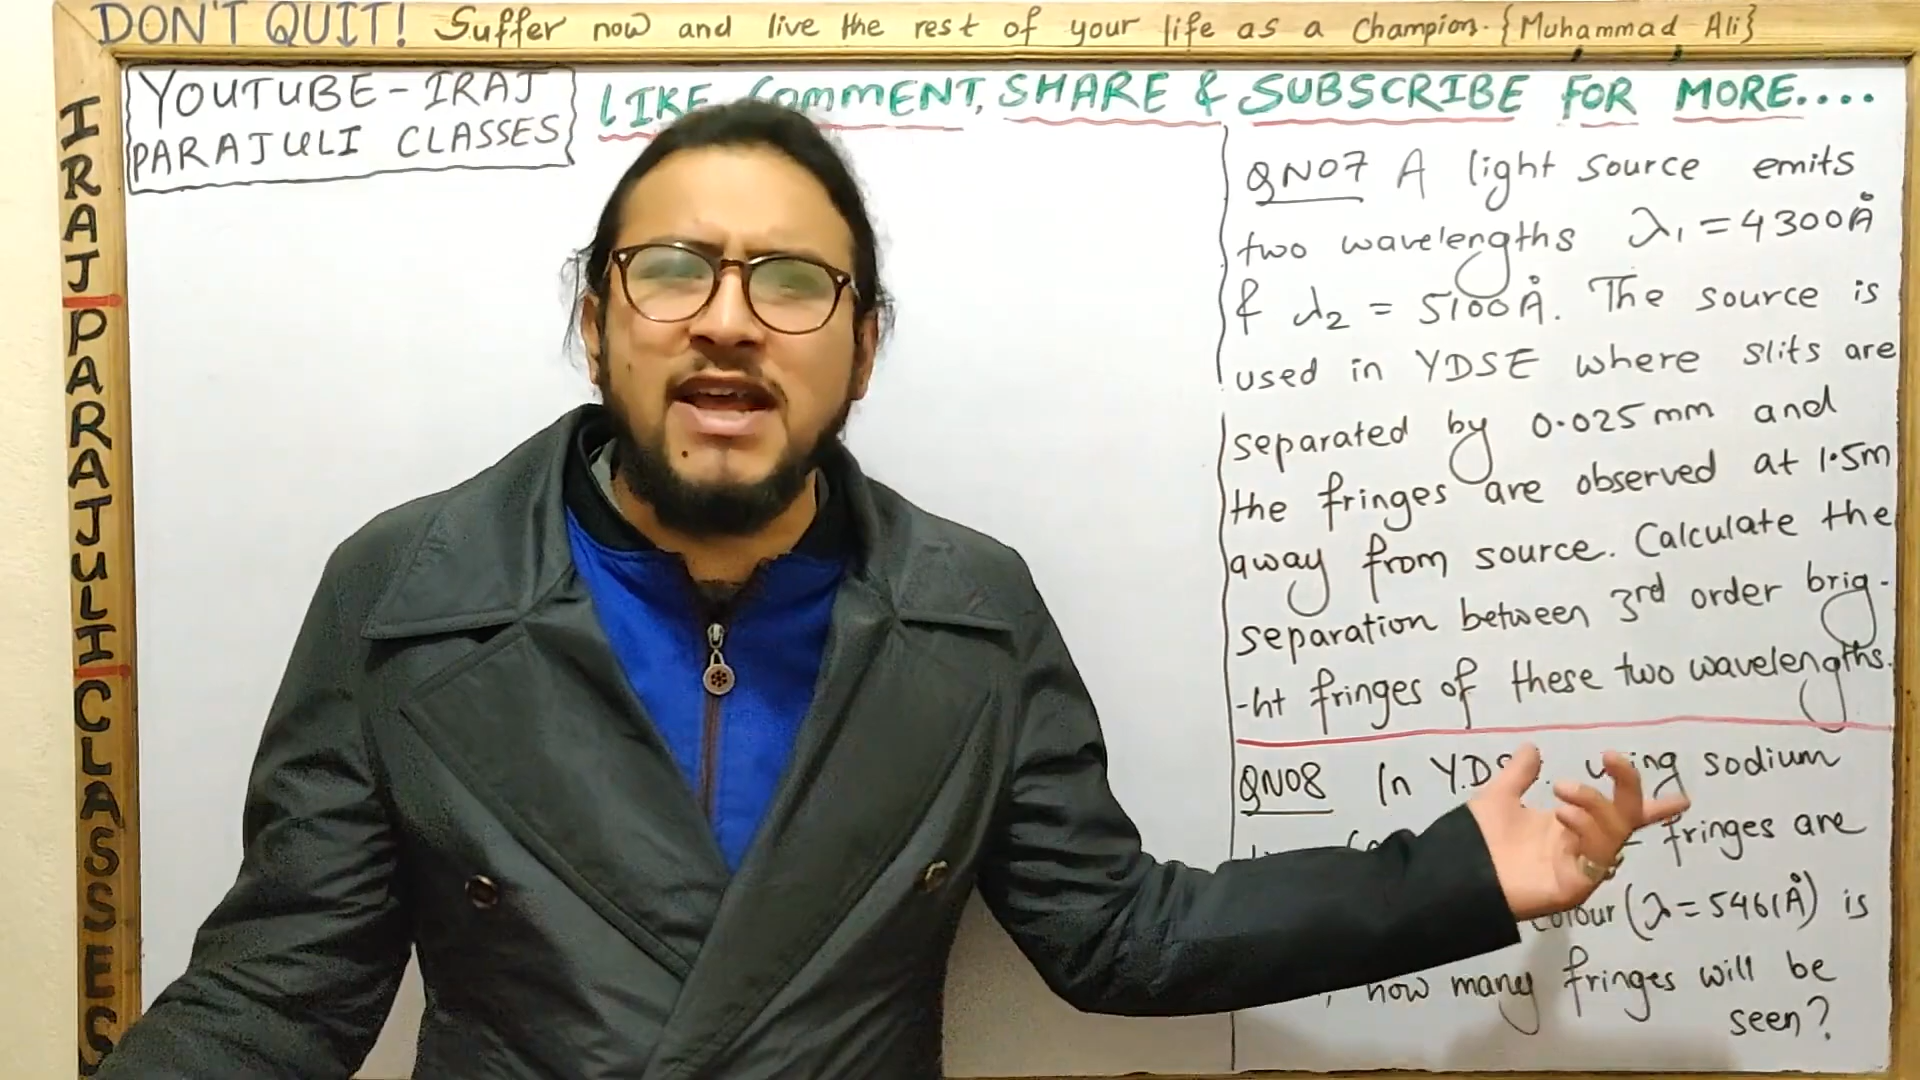 DON'T QUIT! Suffer now and live the rest of your life as a Champion. {Muhammad Ali}
IRAJ PARAJULI CLASSES
YOUTUBE - IRAJ
PARAJULI CLASSES
LIKE, COMMENT, SHARE & SUBSCRIBE FOR MORE....
QN07 A light source emits
two wavelengths λ₁ = 4300Å
& λ₂ = 5100Å. The source is
used in YDSE where slits are
separated by 0.025 mm and
the fringes are observed at 1.5m
away from source. Calculate the
separation between 3rd order brig-
-ht fringes of these two wavelengths.
QN08 In Y.DS using sodium
fringes are
colour (λ = 5461Å) is
, how many fringes will be
seen?